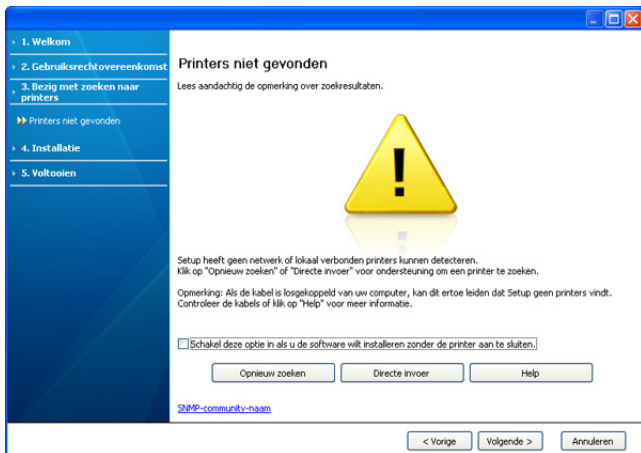 1. Welkom
2. Gebruiksrechtovereenkomst
3. Bezig met zoeken naar
printers
Printers niet gevonden
4. Installatie
5. Voltooien
Printers niet gevonden
Lees aandachtig de opmerking over zoekresultaten.
Setup heeft geen netwerk of lokaal verbonden printers kunnen detecteren.
Klik op "Opnieuw zoeken" of "Directe invoer" voor ondersteuning om een printer te zoeken.
Opmerking: Als de kabel is losgekoppeld van uw computer, kan dit ertoe leiden dat Setup geen printers vindt.
Controleer de kabels of klik op "Help" voor meer informatie.
Schakel deze optie in als u de software wilt installeren zonder de printer aan te sluiten.
Opnieuw zoeken
Directe invoer
Help
SNMP-community-naam
< Vorige
Volgende >
Annuleren